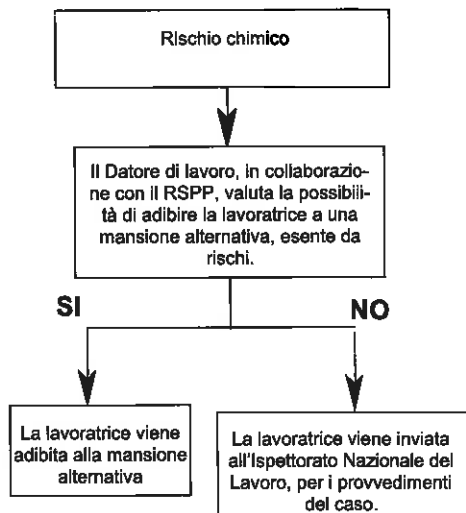 Rischio chimico
Il Datore di lavoro, in collaborazio-
ne con il RSPP, valuta la possibili-
tà di adibire la lavoratrice a una
mansione alternativa, esente da
rischi.
SI
NO
La lavoratrice viene
adibita alla mansione
alternativa
La lavoratrice viene inviata
all'Ispettorato Nazionale del
Lavoro, per i provvedimenti
del caso.